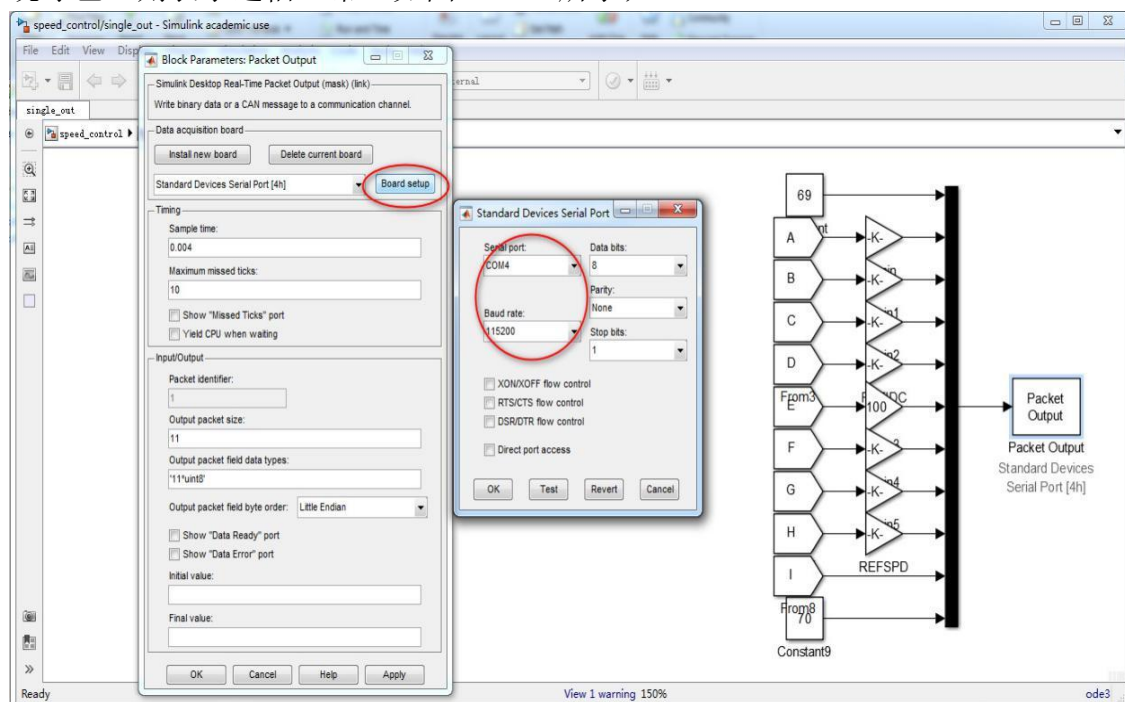 speed_control/single_out - Simulink academic use
File Edit View Disp
ernal
single_out
speed_control
Block Parameters: Packet Output
Simulink Desktop Real-Time Packet Output (mask) (link)
Write binary data or a CAN message to a communication channel.
Data acquisition board
Install new board Delete current board
Standard Devices Serial Port [4h] Board setup
Timing
Sample time:
0.004
Maximum missed ticks:
10
Show "Missed Ticks" port
Yield CPU when waiting
Input/Output
Packet identifier:
1
Output packet size:
11
Output packet field data types:
'11*uint8'
Output packet field byte order: Little Endian
Show "Data Ready" port
Show "Data Error" port
Initial value:
Final value:
OK Cancel Help Apply
Standard Devices Serial Port
Serial port: Data bits:
COM4 8
Parity:
Baud rate: None
115200 Stop bits:
1
XON/XOFF flow control
RTS/CTS flow control
DSR/DTR flow control
Direct port access
OK Test Revert Cancel
69
A -K-
B -K-
C -K-
D -K-
From3
E 100
F -K-
G -K-
H -K-
REFSPD
I
From8
70
Constant9
Packet
Output
Packet Output
Standard Devices
Serial Port [4h]
Ready View 1 warning 150% ode3